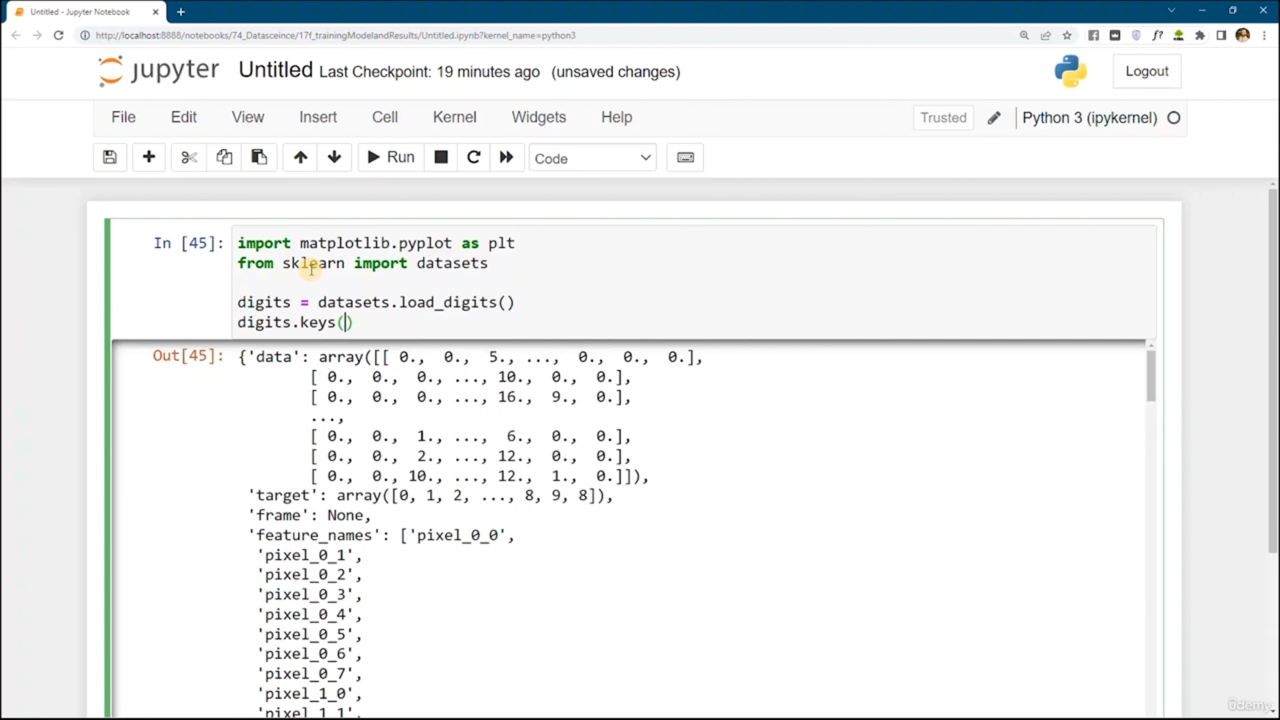 Untitled - Jupyter Notebook
http://localhost:8888/notebooks/74_Datasceince/17f_trainingModelandResults/Untitled.ipynb?kernel_name=python3
jupyter Untitled Last Checkpoint: 19 minutes ago (unsaved changes) Logout
File Edit View Insert Cell Kernel Widgets Help Trusted Python 3 (ipykernel)
Run Code
In [45]: import matplotlib.pyplot as plt
from sklearn import datasets
digits = datasets.load_digits()
digits.keys()
Out[45]: {'data': array([[ 0., 0., 5., ..., 0., 0., 0.],
[ 0., 0., 0., ..., 10., 0., 0.],
[ 0., 0., 0., ..., 16., 9., 0.],
...,
[ 0., 0., 1., ..., 6., 0., 0.],
[ 0., 0., 2., ..., 12., 0., 0.],
[ 0., 0., 10., ..., 12., 1., 0.]]),
'target': array([0, 1, 2, ..., 8, 9, 8]),
'frame': None,
'feature_names': ['pixel_0_0',
'pixel_0_1',
'pixel_0_2',
'pixel_0_3',
'pixel_0_4',
'pixel_0_5',
'pixel_0_6',
'pixel_0_7',
'pixel_1_0',
'pixel_1_1',
ûdemy